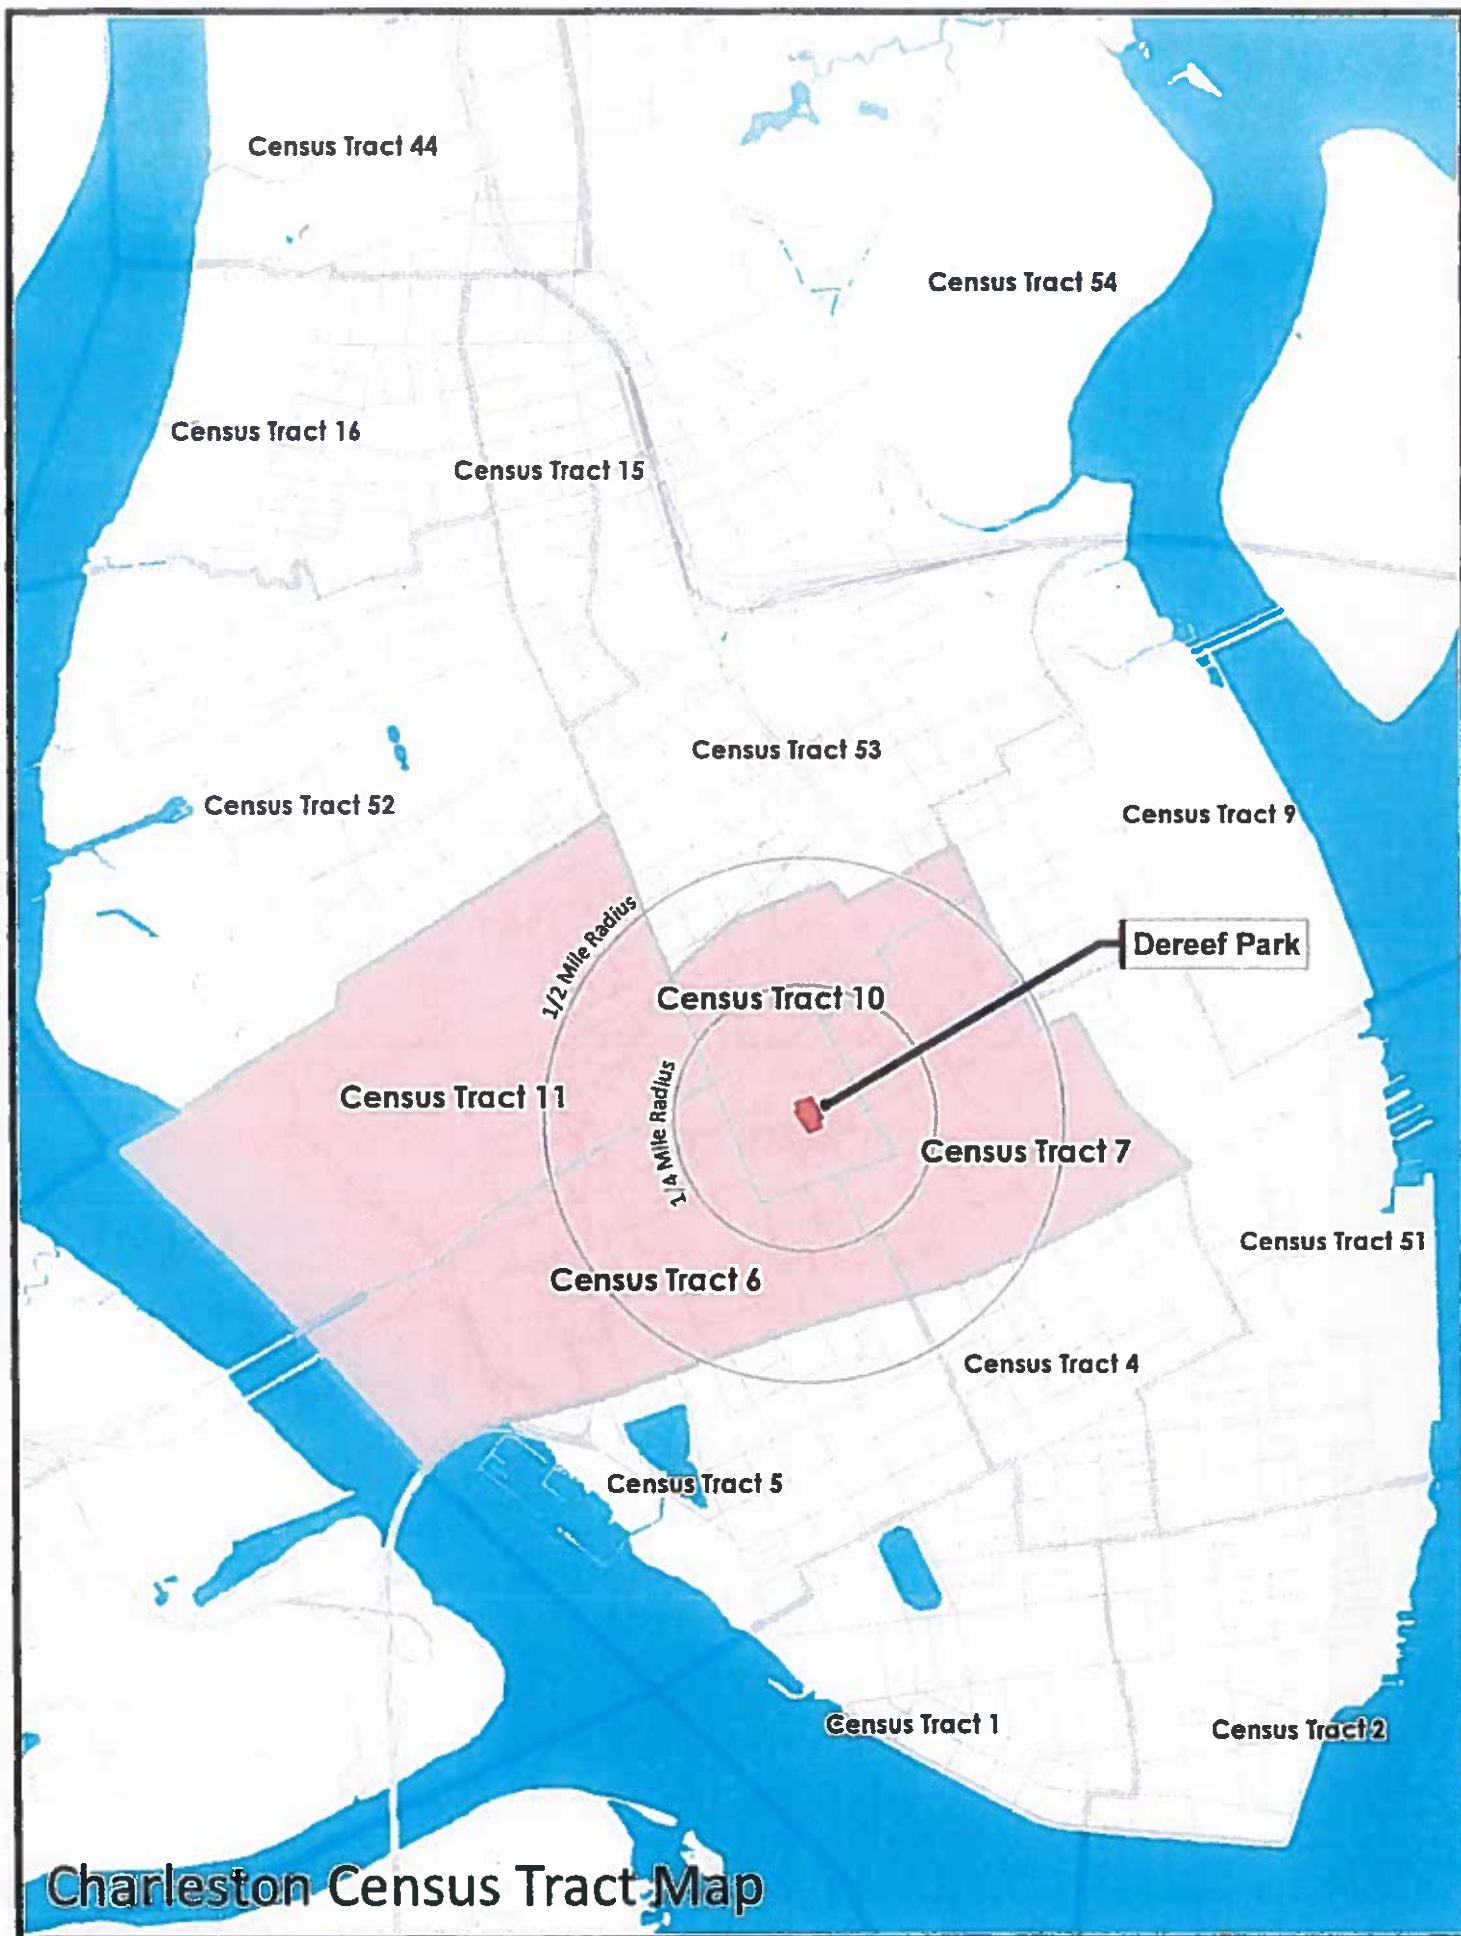 Census Tract 44
Census Tract 54
Census Tract 16
Census Tract 15
Census Tract 53
Census Tract 52
Census Tract 9
1/2 Mile Radius
Dereef Park
Census Tract 10
Census Tract 11
1/4 Mile Radius
Census Tract 7
Census Tract 51
Census Tract 6
Census Tract 4
Census Tract 5
Census Tract 1
Census Tract 2
Charleston Census Tract Map